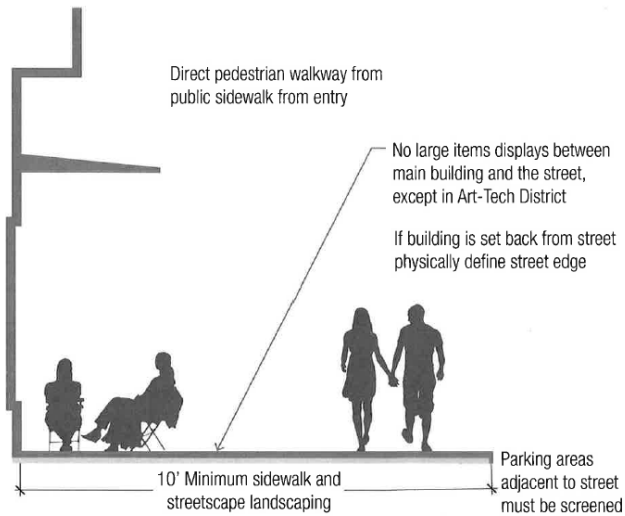 Direct pedestrian walkway from
public sidewalk from entry
No large items displays between
main building and the street,
except in Art-Tech District
If building is set back from street
physically define street edge
10' Minimum sidewalk and
streetscape landscaping
Parking areas
adjacent to street
must be screened